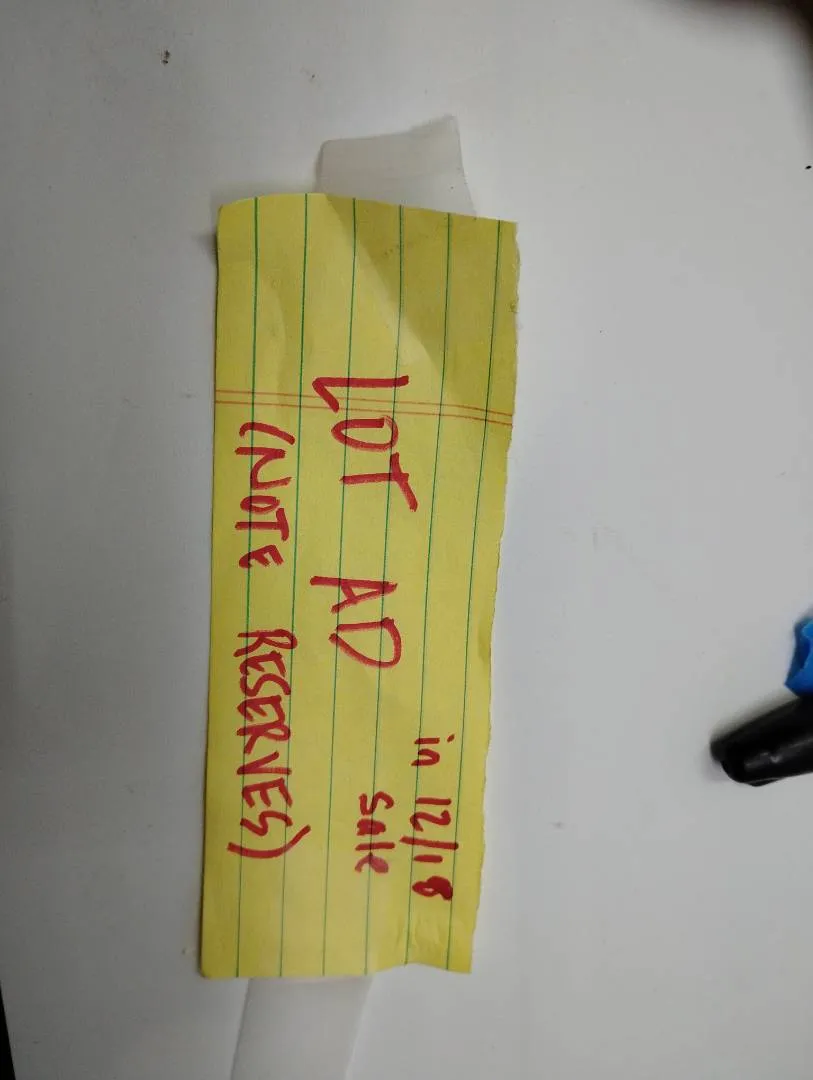 in 12/18
LOT AD sale
(NOTE RESERVES)